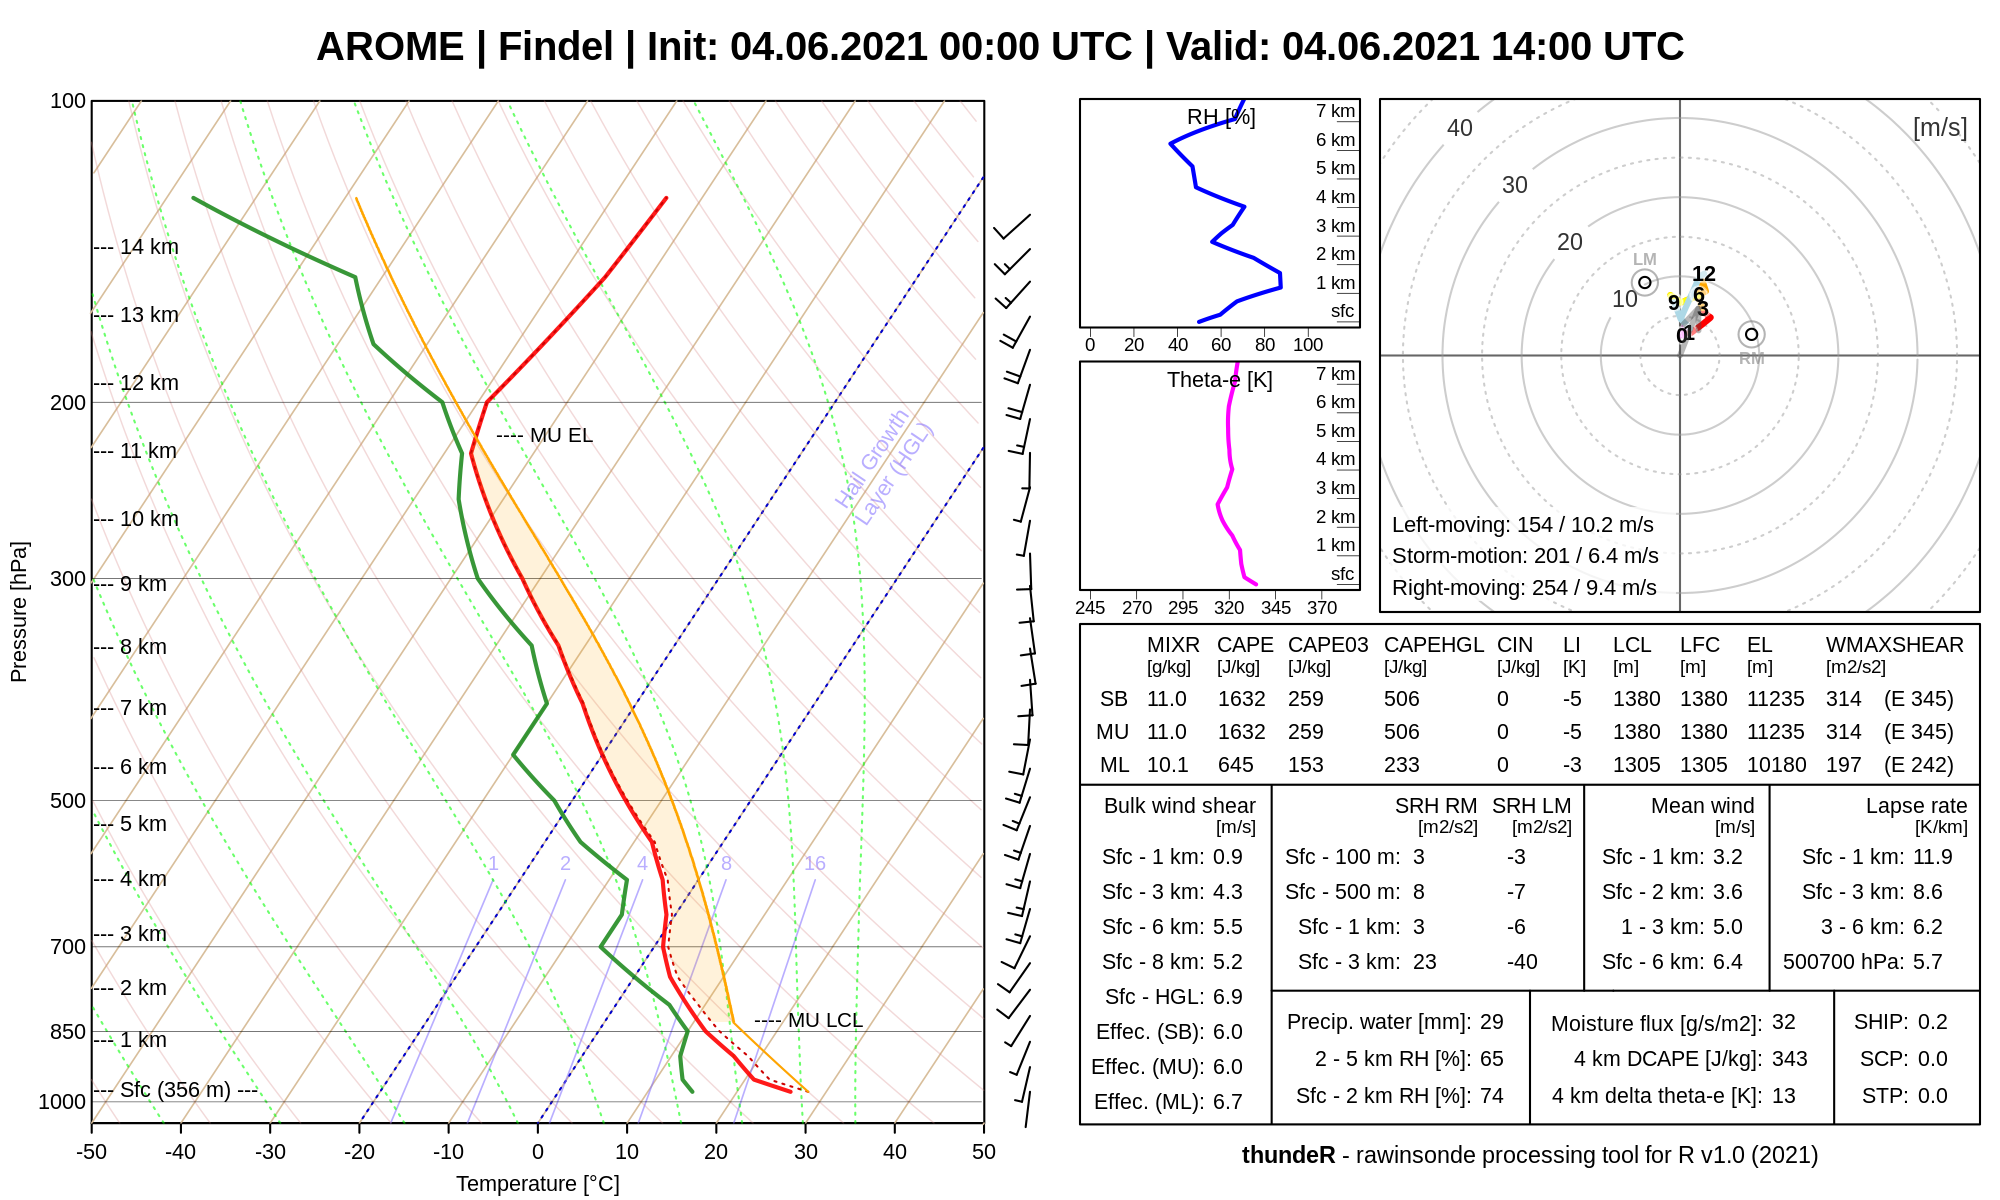 AROME | Findel | Init: 04.06.2021 00:00 UTC | Valid: 04.06.2021 14:00 UTC
Pressure [hPa]
100
200
300
500
700
850
1000
--- 14 km
--- 13 km
--- 12 km
--- 11 km
--- 10 km
--- 9 km
--- 8 km
--- 7 km
--- 6 km
--- 5 km
--- 4 km
--- 3 km
--- 2 km
--- 1 km
--- Sfc (356 m) ---
---- MU EL
Hail Growth
Layer (HGL)
1 2 4 8 16
---- MU LCL
-50 -40 -30 -20 -10 0 10 20 30 40 50
Temperature [°C]
RH [%]
7 km
6 km
5 km
4 km
3 km
2 km
1 km
sfc
0 20 40 60 80 100
Theta-e [K]
7 km
6 km
5 km
4 km
3 km
2 km
1 km
sfc
245 270 295 320 345 370
[m/s]
40
30
20
10
LM
12
9 6
3
0 1
RM
Left-moving: 154 / 10.2 m/s
Storm-motion: 201 / 6.4 m/s
Right-moving: 254 / 9.4 m/s
MIXR CAPE CAPE03 CAPEHGL CIN LI LCL LFC EL WMAXSHEAR
[g/kg] [J/kg] [J/kg] [J/kg] [J/kg] [K] [m] [m] [m] [m2/s2]
SB 11.0 1632 259 506 0 -5 1380 1380 11235 314 (E 345)
MU 11.0 1632 259 506 0 -5 1380 1380 11235 314 (E 345)
ML 10.1 645 153 233 0 -3 1305 1305 10180 197 (E 242)
Bulk wind shear
[m/s]
Sfc - 1 km: 0.9
Sfc - 3 km: 4.3
Sfc - 6 km: 5.5
Sfc - 8 km: 5.2
Sfc - HGL: 6.9
Effec. (SB): 6.0
Effec. (MU): 6.0
Effec. (ML): 6.7
SRH RM SRH LM
[m2/s2] [m2/s2]
Sfc - 100 m: 3 -3
Sfc - 500 m: 8 -7
Sfc - 1 km: 3 -6
Sfc - 3 km: 23 -40
Mean wind
[m/s]
Sfc - 1 km: 3.2
Sfc - 2 km: 3.6
1 - 3 km: 5.0
Sfc - 6 km: 6.4
Lapse rate
[K/km]
Sfc - 1 km: 11.9
Sfc - 3 km: 8.6
3 - 6 km: 6.2
500700 hPa: 5.7
Precip. water [mm]: 29
2 - 5 km RH [%]: 65
Sfc - 2 km RH [%]: 74
Moisture flux [g/s/m2]: 32
4 km DCAPE [J/kg]: 343
4 km delta theta-e [K]: 13
SHIP: 0.2
SCP: 0.0
STP: 0.0
thundeR - rawinsonde processing tool for R v1.0 (2021)